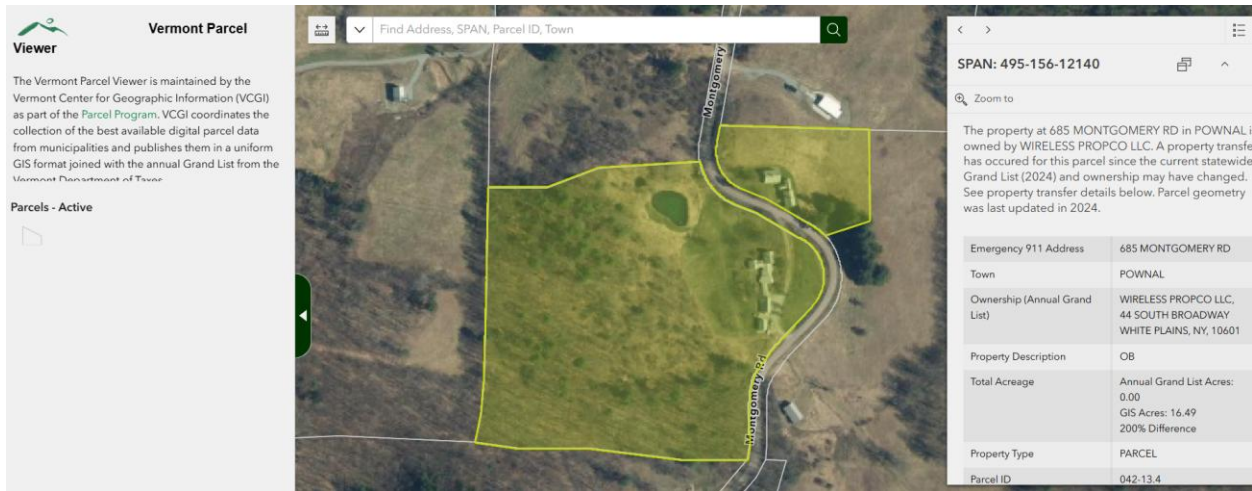 Vermont Parcel
Viewer
The Vermont Parcel Viewer is maintained by the
Vermont Center for Geographic Information (VCGI)
as part of the Parcel Program. VCGI coordinates the
collection of the best available digital parcel data
from municipalities and publishes them in a uniform
GIS format joined with the annual Grand List from the
Vermont Department of Taxes
Parcels - Active
Find Address, SPAN, Parcel ID, Town
Montgomery
Montgomery Rd
SPAN: 495-156-12140
Zoom to
The property at 685 MONTGOMERY RD in POWNAL i
owned by WIRELESS PROPCO LLC. A property transfe
has occured for this parcel since the current statewide
Grand List (2024) and ownership may have changed.
See property transfer details below. Parcel geometry
was last updated in 2024.
Emergency 911 Address 685 MONTGOMERY RD
Town POWNAL
Ownership (Annual Grand List) WIRELESS PROPCO LLC,
44 SOUTH BROADWAY
WHITE PLAINS, NY, 10601
Property Description OB
Total Acreage Annual Grand List Acres:
0.00
GIS Acres: 16.49
200% Difference
Property Type PARCEL
Parcel ID 042-13.4